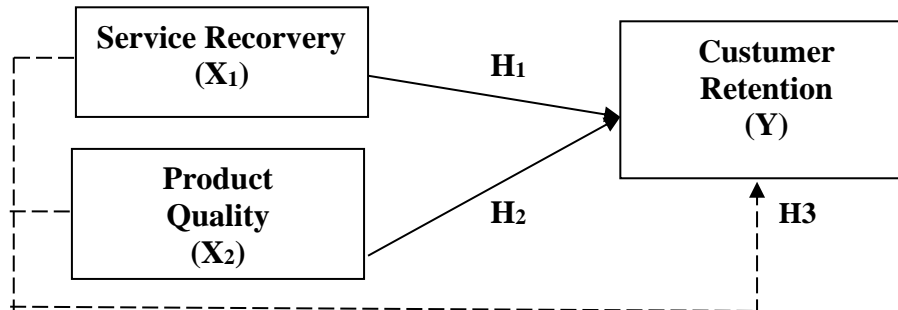 Service Recorvery
(X₁)
H₁
Custumer
Retention
(Y)
Product
Quality
(X₂)
H₂
H3